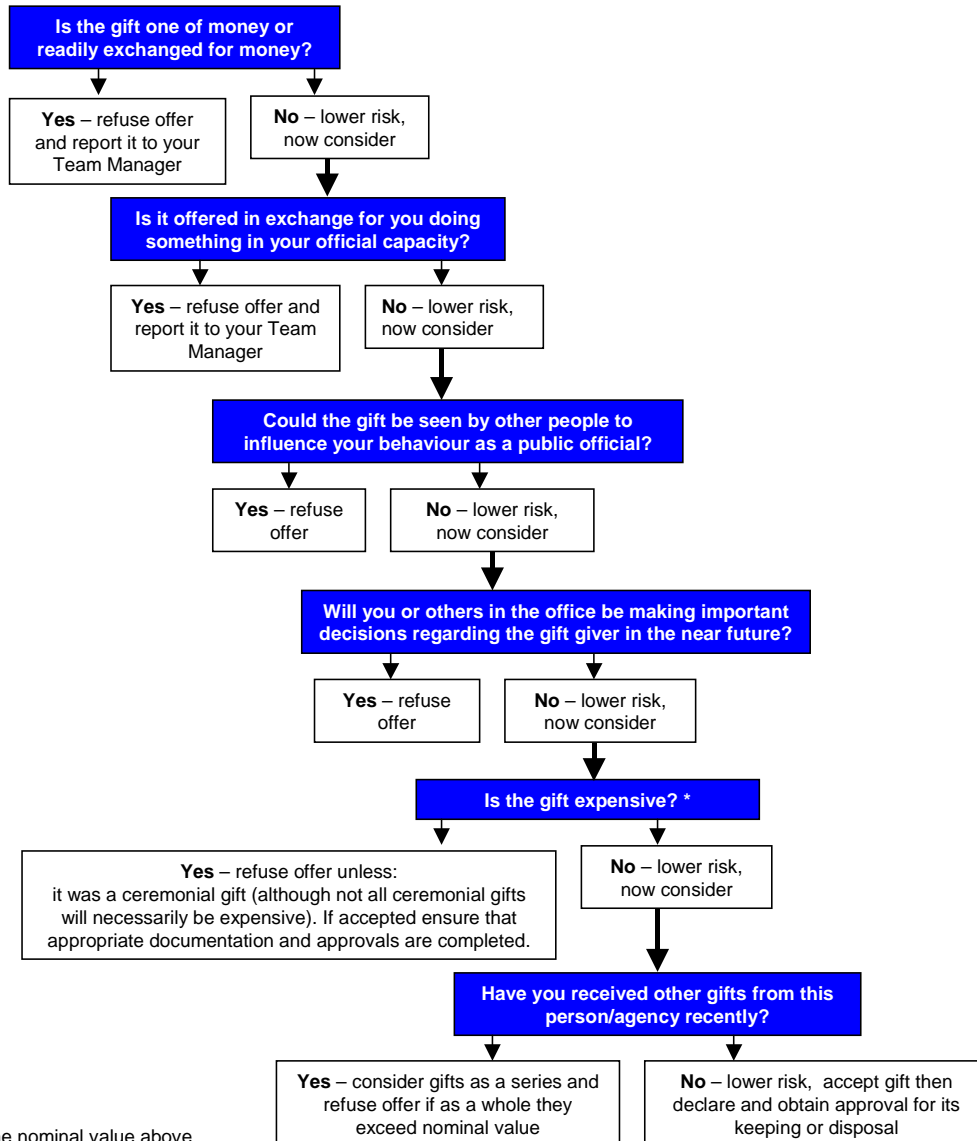 Is the gift one of money or
readily exchanged for money?
Yes – refuse offer
and report it to your
Team Manager
No – lower risk,
now consider
Is it offered in exchange for you doing
something in your official capacity?
Yes – refuse offer and
report it to your Team
Manager
No – lower risk,
now consider
Could the gift be seen by other people to
influence your behaviour as a public official?
Yes – refuse
offer
No – lower risk,
now consider
Will you or others in the office be making important
decisions regarding the gift giver in the near future?
Yes – refuse
offer
No – lower risk,
now consider
Is the gift expensive? *
Yes – refuse offer unless:
it was a ceremonial gift (although not all ceremonial gifts
will necessarily be expensive). If accepted ensure that
appropriate documentation and approvals are completed.
No – lower risk,
now consider
Have you received other gifts from this
person/agency recently?
Yes – consider gifts as a series and
refuse offer if as a whole they
exceed nominal value
No – lower risk, accept gift then
declare and obtain approval for its
keeping or disposal
nominal value above